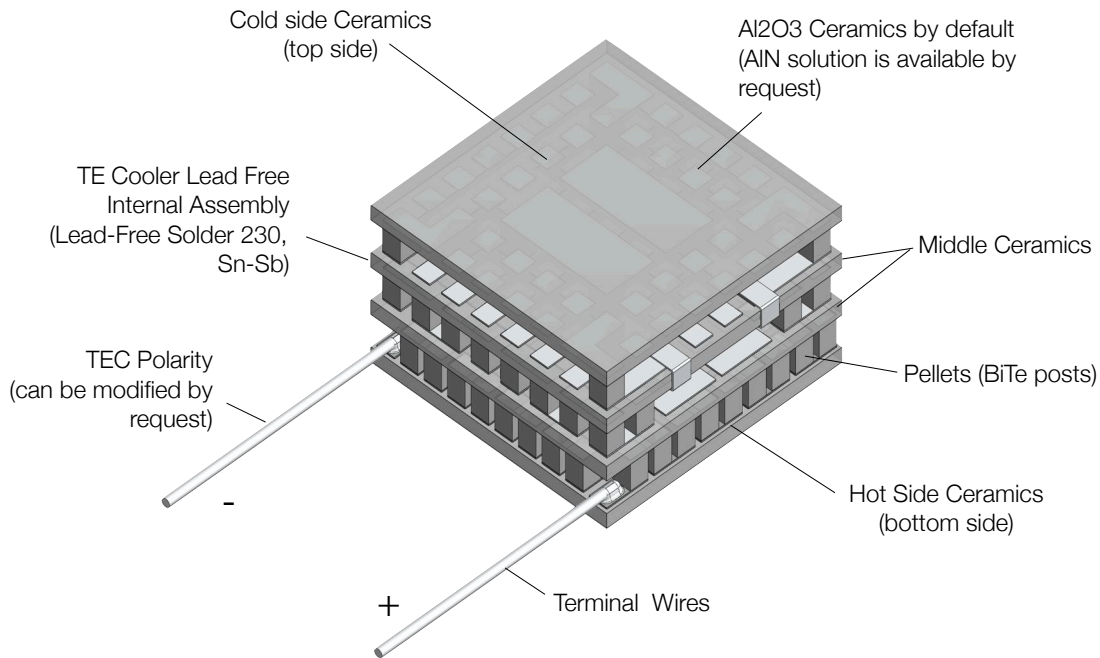 Cold side Ceramics
(top side)
Al2O3 Ceramics by default
(AlN solution is available by
request)
TE Cooler Lead Free
Internal Assembly
(Lead-Free Solder 230,
Sn-Sb)
Middle Ceramics
TEC Polarity
(can be modified by
request)
Pellets (BiTe posts)
-
Hot Side Ceramics
(bottom side)
+
Terminal Wires